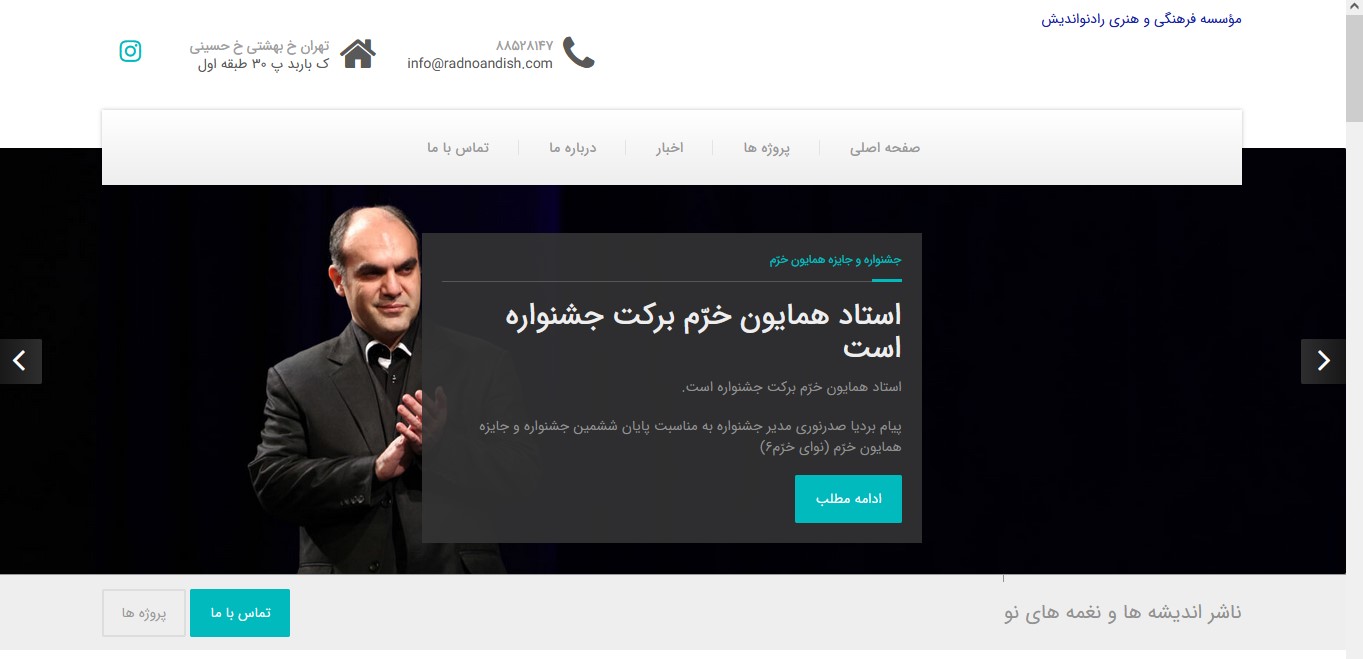 مؤسسه فرهنگی و هنری رادنواندیش
۸۸۵۲۸۱۴۷
info@radnoandish.com
تهران خ بهشتی خ حسینی
ک باربد پ ۳۰ طبقه اول
صفحه اصلی
پروژه ها
اخبار
درباره ما
تماس با ما
جشنواره و جایزه همایون خرّم
استاد همایون خرّم برکت جشنواره
است
استاد همایون خرّم برکت جشنواره است.
پیام بردیا صدرنوری مدیر جشنواره به مناسبت پایان ششمین جشنواره و جایزه
همایون خرّم (نوای خرّم۶)
ادامه مطلب
ناشر اندیشه ها و نغمه های نو
تماس با ما
پروژه ها